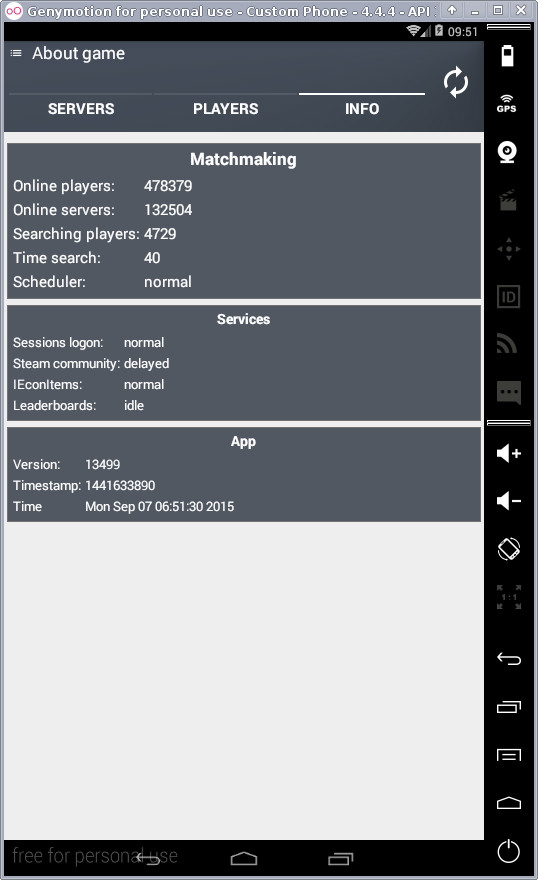 Genymotion for personal use - Custom Phone - 4.4.4 - API
09:51
About game
SERVERS PLAYERS INFO
Matchmaking
Online players: 478379
Online servers: 132504
Searching players: 4729
Time search: 40
Scheduler: normal
Services
Sessions logon: normal
Steam community: delayed
IEconItems: normal
Leaderboards: idle
App
Version: 13499
Timestamp: 1441633890
Time Mon Sep 07 06:51:30 2015
free for personal use
GPS
ID
1:1